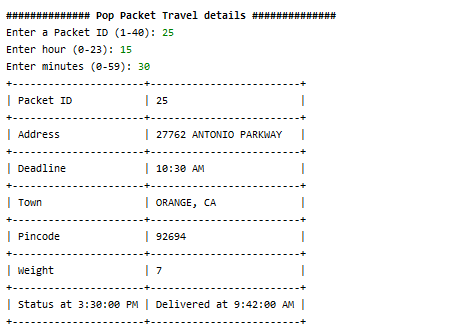 ############## Pop Packet Travel details ##############
Enter a Packet ID (1-40): 25
Enter hour (0-23): 15
Enter minutes (0-59): 30
+----------------------+-------------------------+
| Packet ID            | 25                      |
+----------------------+-------------------------+
| Address              | 27762 ANTONIO PARKWAY   |
+----------------------+-------------------------+
| Deadline             | 10:30 AM                |
+----------------------+-------------------------+
| Town                 | ORANGE, CA              |
+----------------------+-------------------------+
| Pincode              | 92694                   |
+----------------------+-------------------------+
| Weight               | 7                       |
+----------------------+-------------------------+
| Status at 3:30:00 PM | Delivered at 9:42:00 AM |
+----------------------+-------------------------+